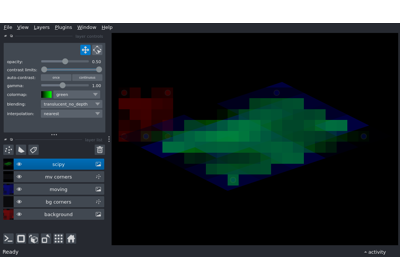 File View Layers Plugins Window Help
opacity: 0.50
contrast limits:
auto-contrast: once continuous
gamma: 1.00
colormap: green
blending: translucent_no_depth
interpolation: nearest
scipy
mv corners
moving
bg corners
background
Ready
activity